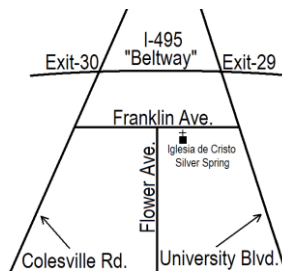 I-495
"Beltway"
Exit-30
Exit-29
Franklin Ave.
Iglesia de Cristo
Silver Spring
Flower Ave.
Colesville Rd.
University Blvd.